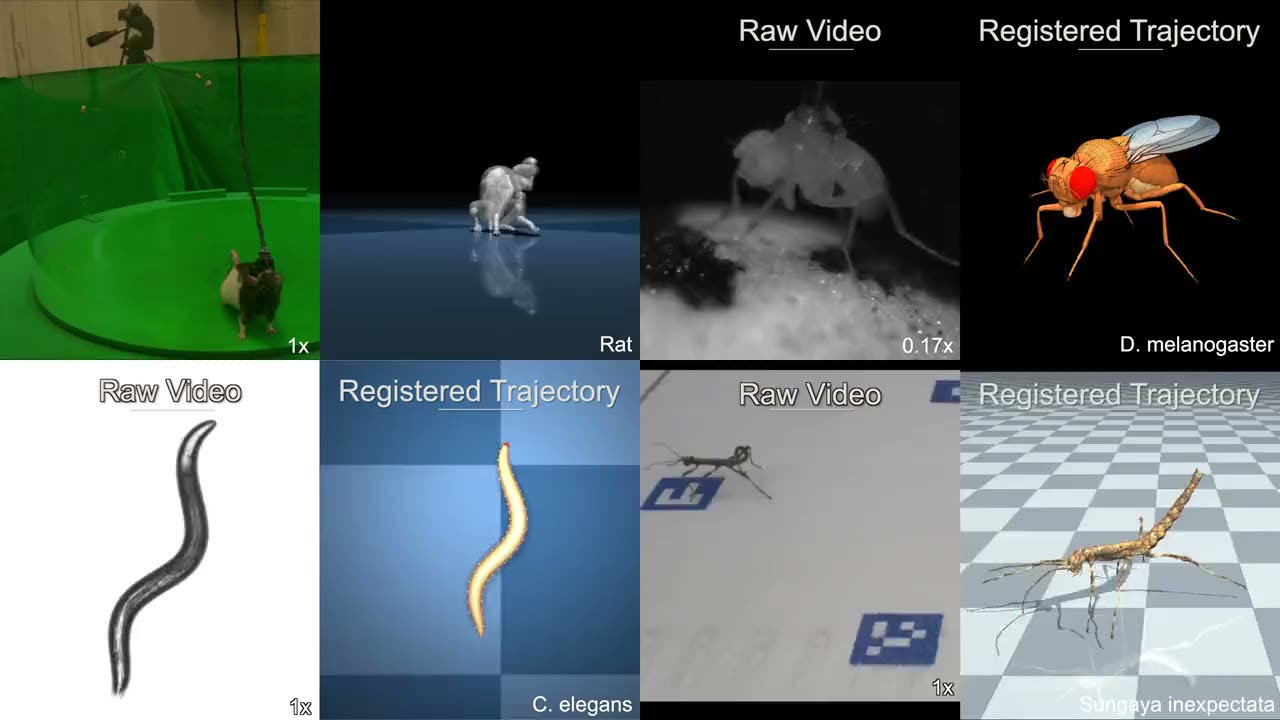 Raw Video
Registered Trajectory
1x
Rat
0.17x
D. melanogaster
Raw Video
Registered Trajectory
Raw Video
Registered Trajectory
1x
C. elegans
1x
Sungaya inexpectata